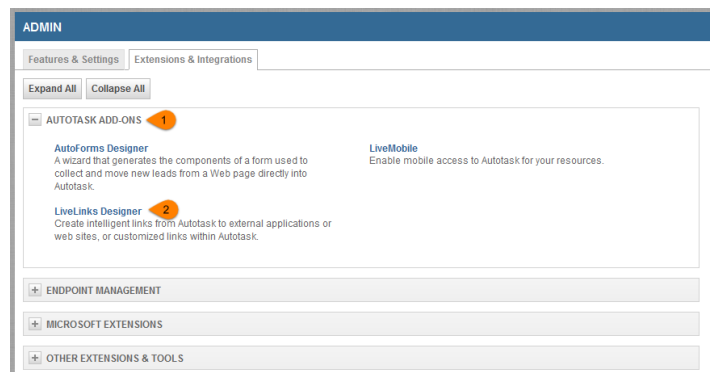 ADMIN
Features & Settings
Extensions & Integrations
Expand All
Collapse All
AUTOTASK ADD-ONS
1
AutoForms Designer
A wizard that generates the components of a form used to
collect and move new leads from a Web page directly into
Autotask.
LiveMobile
Enable mobile access to Autotask for your resources.
LiveLinks Designer
2
Create intelligent links from Autotask to external applications or
web sites, or customized links within Autotask.
ENDPOINT MANAGEMENT
MICROSOFT EXTENSIONS
OTHER EXTENSIONS & TOOLS